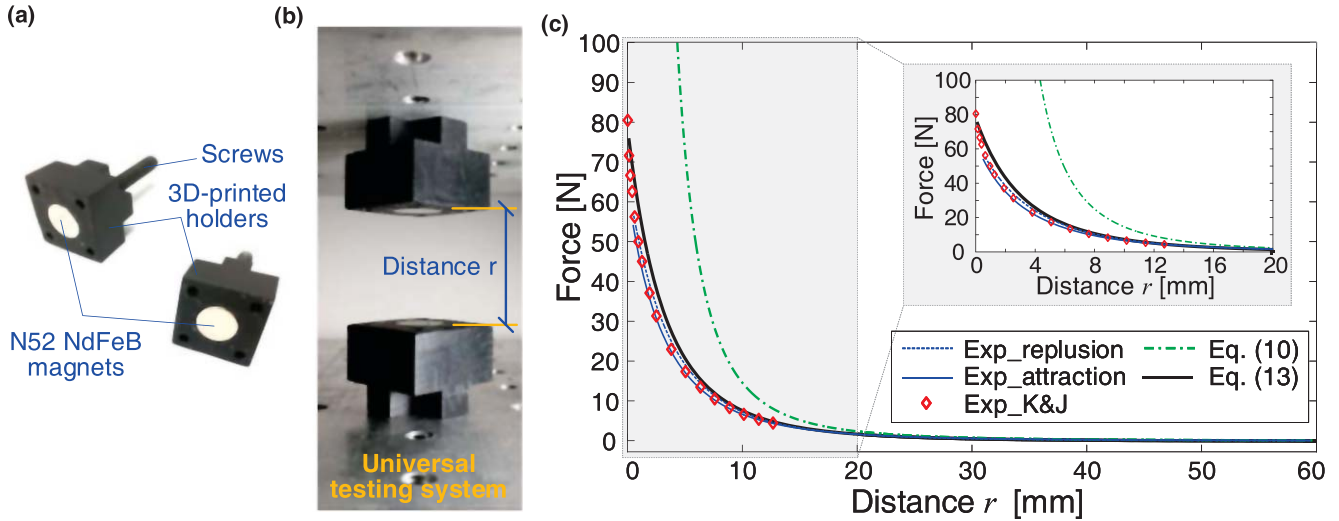 (a)
Screws
3D-printed
holders
N52 NdFeB
magnets
(b)
Distance r
Universal
testing system
(c)
Force [N]
100
90
80
70
60
50
40
30
20
10
0
0 10 20 30 40 50 60
Distance r [mm]
Force [N]
100
80
60
40
20
0
0 4 8 12 16 20
Distance r [mm]
Exp_replusion
Exp_attraction
Exp_K&J
Eq. (10)
Eq. (13)